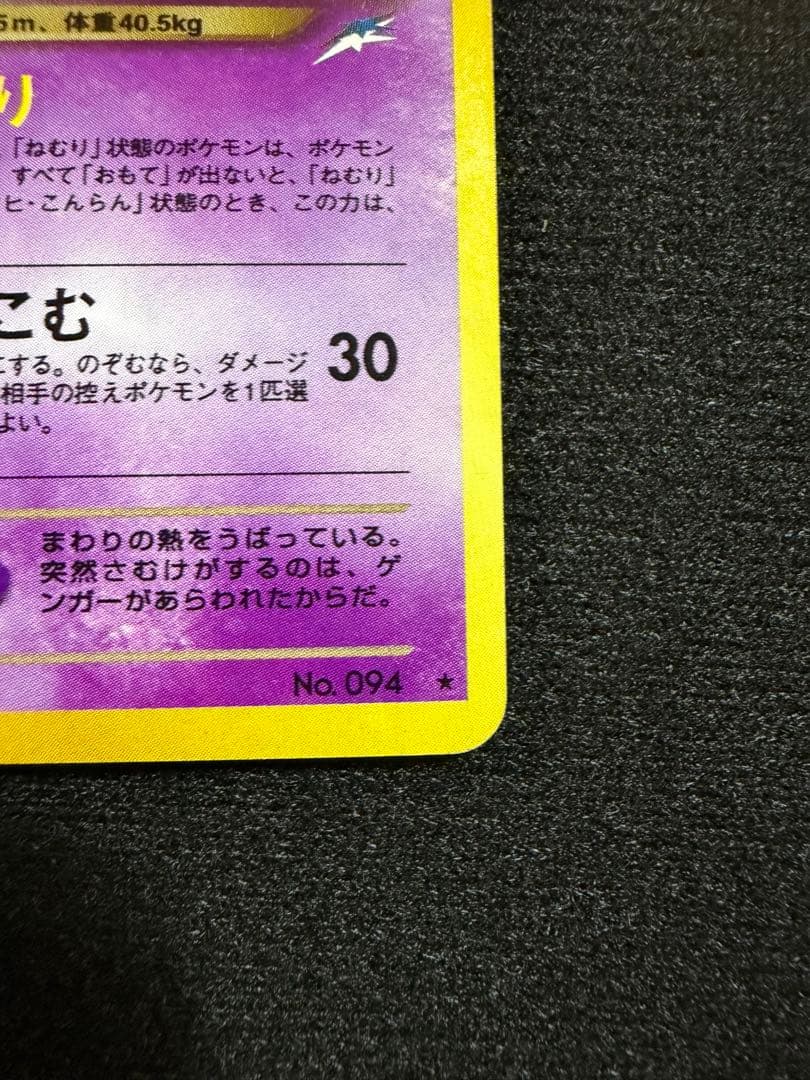 5m、体重40.5kg
り
「ねむり」状態のポケモンは、ポケモン
すべて「おもて」が出ないと、「ねむり」
ヒ・こんらん」状態のとき、この力は、
こむ
にする。のぞむなら、ダメージ
30
相手の控えポケモンを1匹選
よい。
まわりの熱をうばっている。
突然さむけがするのは、ゲ
ンガーがあらわれたからだ。
No. 094 ★